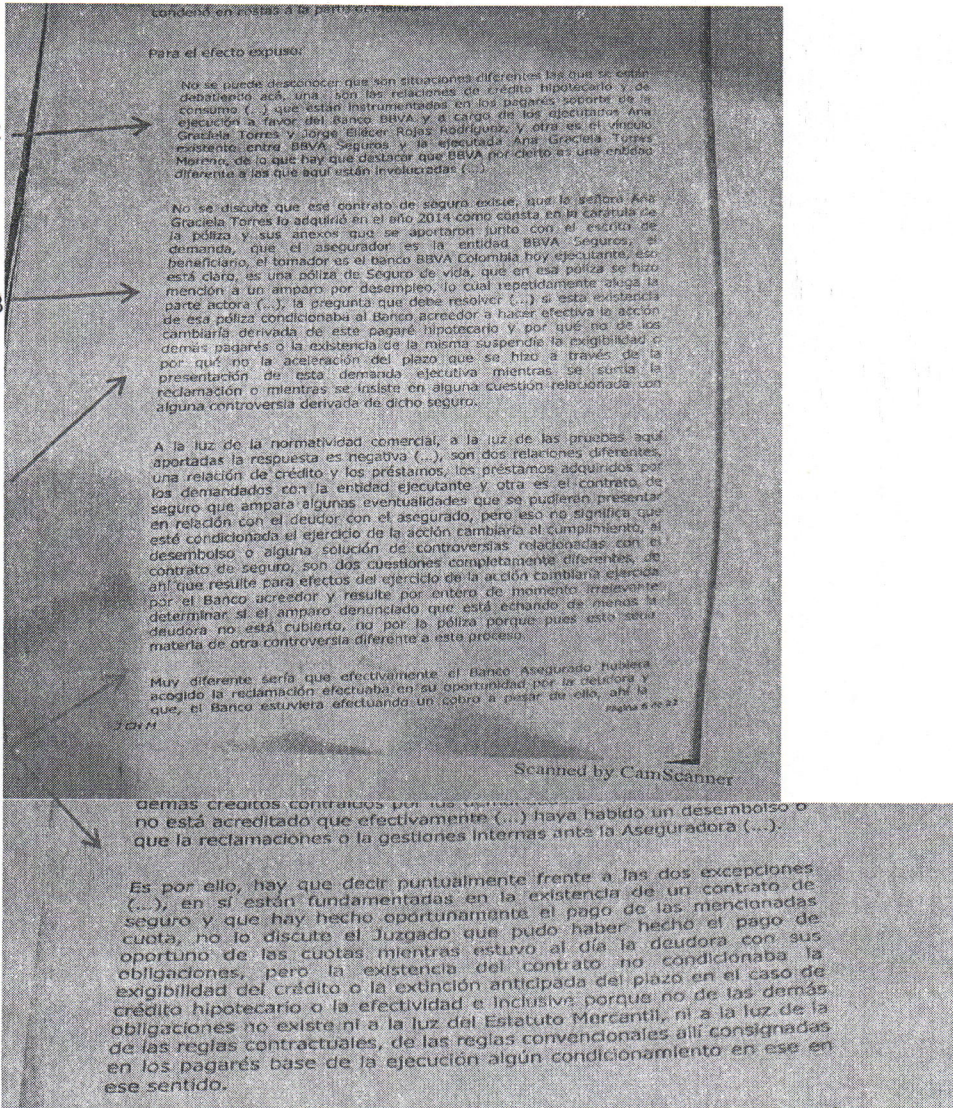 condenó en costas a la parte
Para el efecto expuso:
No se puede desconocer que son situaciones diferentes las que se están
debatiendo acá, una son las relaciones de crédito hipotecario y de
consumo (...) que están instrumentadas en los pagarés soporte de la
ejecución a favor del Banco BBVA y a cargo de los ejecutados Ana
Graciela Torres y Jorge Eliécer Rojas Rodríguez, y otra es el vínculo
existente entre BBVA Seguros y la ejecutada Ana Graciela Torres
Moreno, de lo que hay que destacar que BBVA por cierto es una entidad
diferente a las que aquí están involucradas (...)
No se discute que ese contrato de seguro existe, que la señora Ana
Graciela Torres lo adquirió en el año 2014 como consta en la carátula de
la póliza y sus anexos que se aportaron junto con el escrito de
demanda, que el asegurador es la entidad BBVA Seguros, el
beneficiario, el tomador es el banco BBVA Colombia hoy ejecutante, eso
está claro, es una póliza de Seguro de vida, que en esa póliza se hizo
mención a un amparo por desempleo, lo cual repetidamente alega la
parte actora (...), la pregunta que debe resolver (...) si esta existencia
de esa póliza condicionaba al Banco acreedor a hacer efectiva la acción
cambiaria derivada de este pagaré hipotecario y por qué no de los
demás pagarés o la existencia de la misma suspendía la exigibilidad o
por qué no la aceleración del plazo que se hizo a través de la
presentación de esta demanda ejecutiva mientras se surtía la
reclamación o mientras se insiste en alguna cuestión relacionada con
alguna controversia derivada de dicho seguro.
A la luz de la normatividad comercial, a la luz de las pruebas aquí
aportadas la respuesta es negativa (...), son dos relaciones diferentes,
una relación de crédito y los préstamos, los préstamos adquiridos por
los demandados con la entidad ejecutante y otra es el contrato de
seguro que ampara algunas eventualidades que se pudieran presentar
en relación con el deudor con el asegurado, pero eso no significa que
esté condicionada el ejercicio de la acción cambiaria al cumplimiento, al
desembolso o alguna solución de controversias relacionadas con el
contrato de seguro, son dos cuestiones completamente diferentes, de
ahí que resulte para efectos del ejercicio de la acción cambiaria ejercida
por el Banco acreedor y resulte por entero de momento irrelevante
determinar si el amparo denunciado que está echando de menos la
deudora no está cubierto, no por la póliza porque pues esto sería
materia de otra controversia diferente a este proceso.
Muy diferente sería que efectivamente el Banco Asegurado hubiera
acogido la reclamación efectuaba en su oportunidad por la deudora y
que, el Banco estuviera efectuando un cobro a pesar de ello, ahí la
Página 6 de 22
Scanned by CamScanner
demás créditos contraídos por los
no está acreditado que efectivamente (...) haya habido un desembolso o
que la reclamaciones o la gestiones internas ante la Aseguradora (...).
Es por ello, hay que decir puntualmente frente a las dos excepciones
(...), en sí están fundamentadas en la existencia de un contrato de
seguro y que hay hecho oportunamente el pago de las mencionadas
cuota, no lo discute el Juzgado que pudo haber hecho el pago de
oportuno de las cuotas mientras estuvo al día la deudora con sus
obligaciones, pero la existencia del contrato no condicionaba la
exigibilidad del crédito o la extinción anticipada del plazo en el caso de
crédito hipotecario o la efectividad e inclusive porque no de las demás
obligaciones no existe ni a la luz del Estatuto Mercantil, ni a la luz de la
de las reglas contractuales, de las reglas convencionales allí consignadas
en los pagarés base de la ejecución algún condicionamiento en ese en
ese sentido.